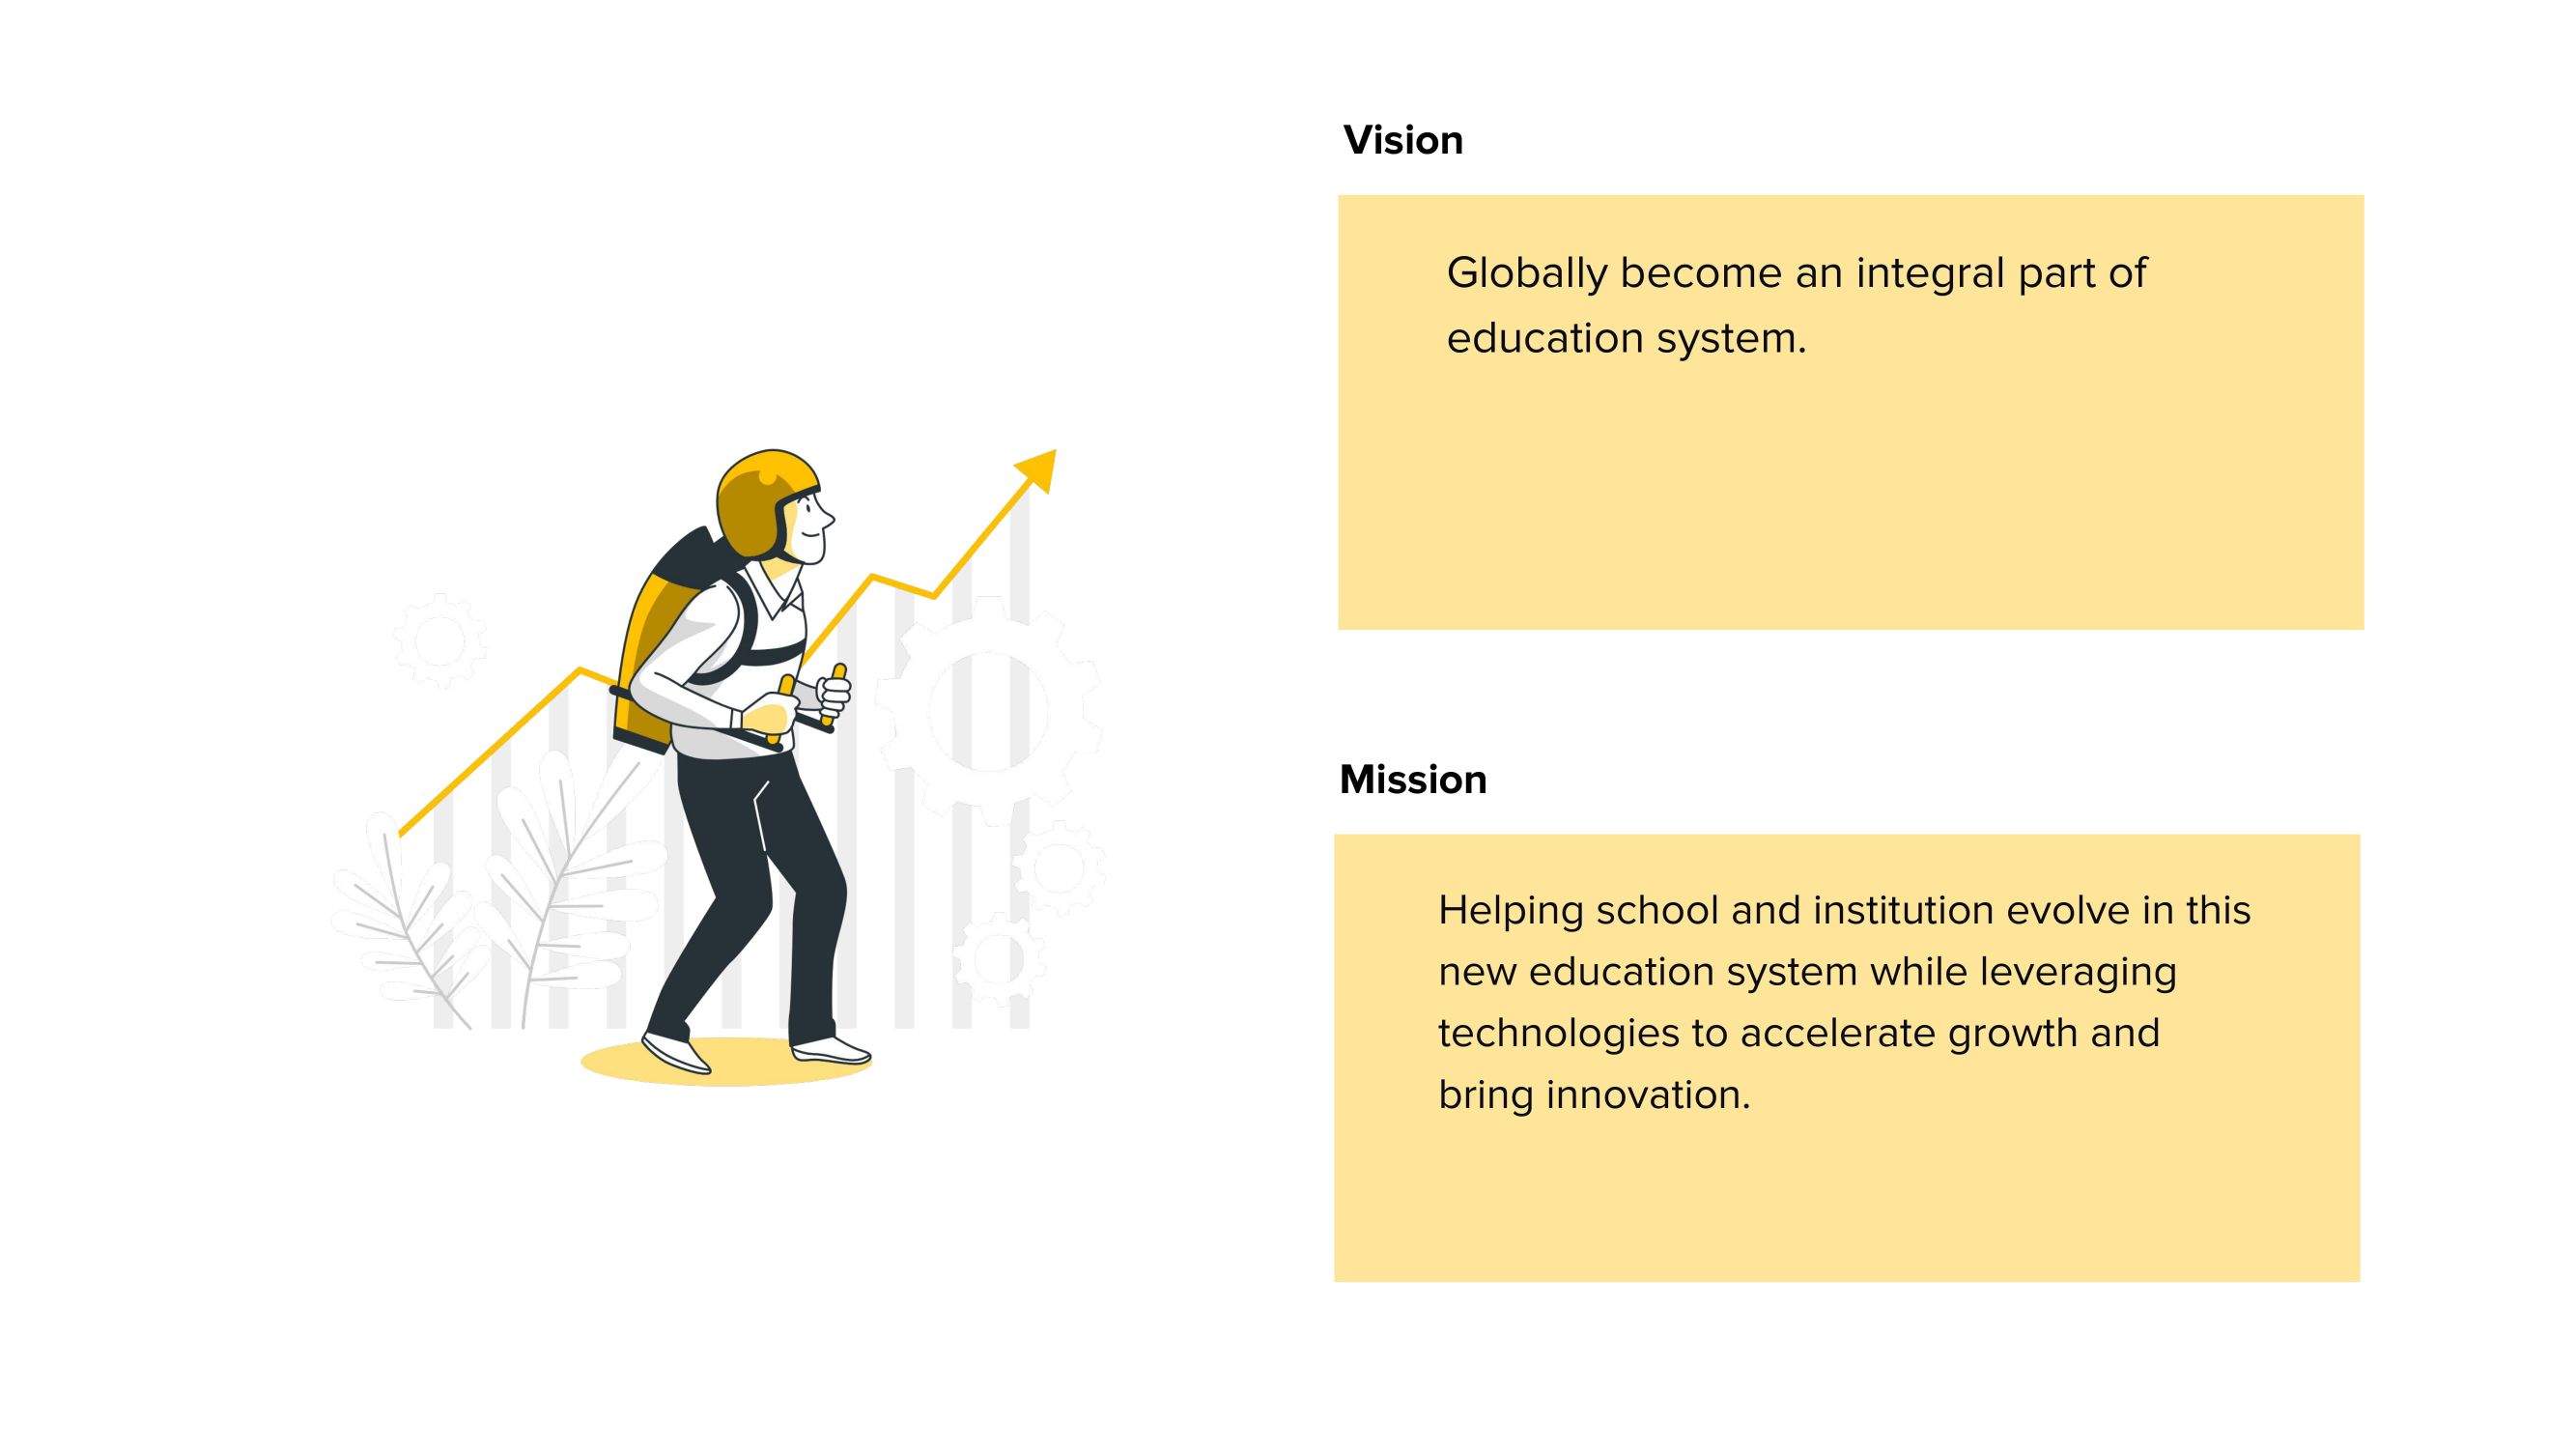 Vision
Globally become an integral part of
education system.
Mission
Helping school and institution evolve in this
new education system while leveraging
technologies to accelerate growth and
bring innovation.